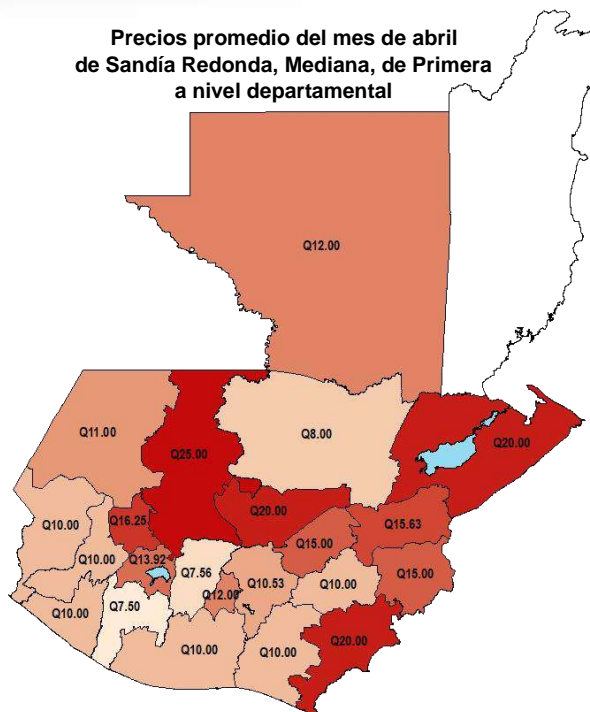 Precios promedio del mes de abril
de Sandía Redonda, Mediana, de Primera
a nivel departamental
Q12.00
Q11.00
Q25.00
Q8.00
Q20.00
Q10.00
Q16.25
Q20.00
Q15.63
Q15.00
Q10.00
Q13.92
Q7.56
Q12.00
Q10.53
Q10.00
Q15.00
Q10.00
Q7.50
Q10.00
Q10.00
Q20.00